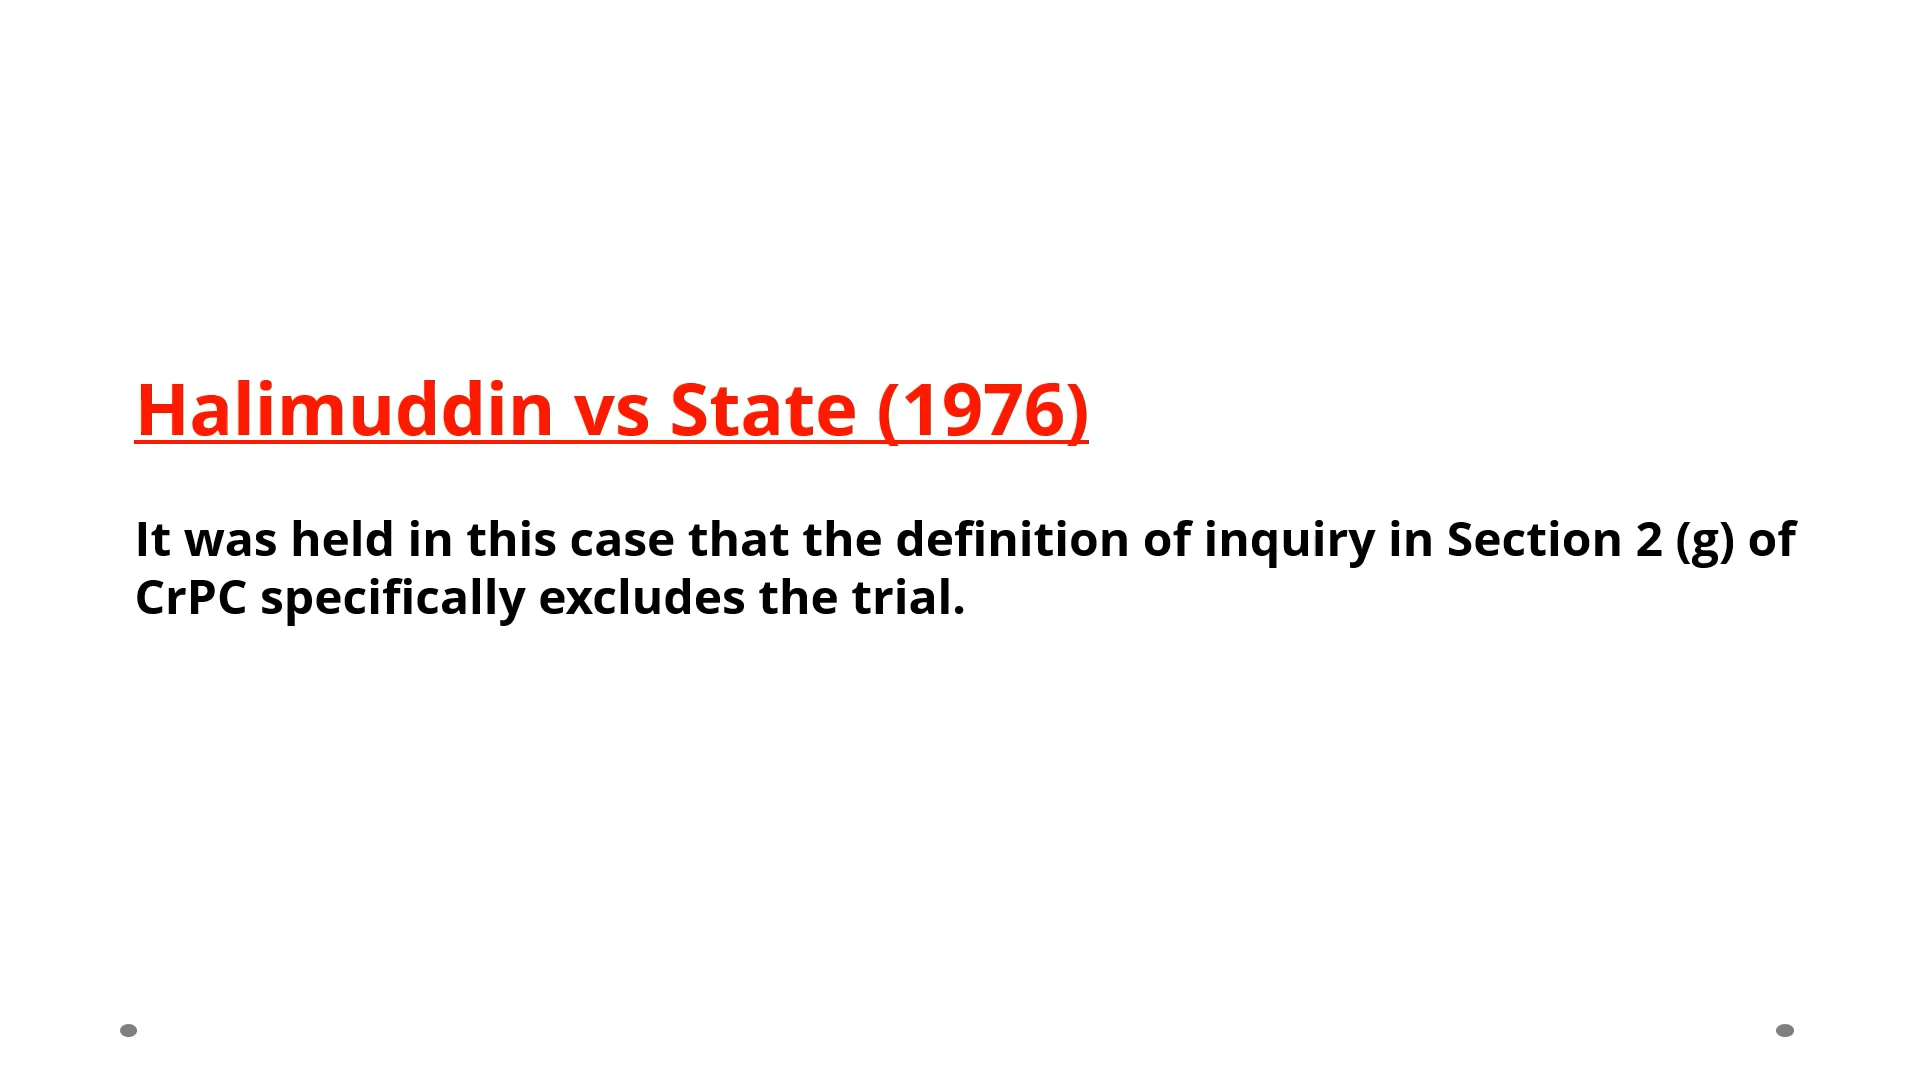 Halimuddin vs State (1976)
It was held in this case that the definition of inquiry in Section 2 (g) of
CrPC specifically excludes the trial.